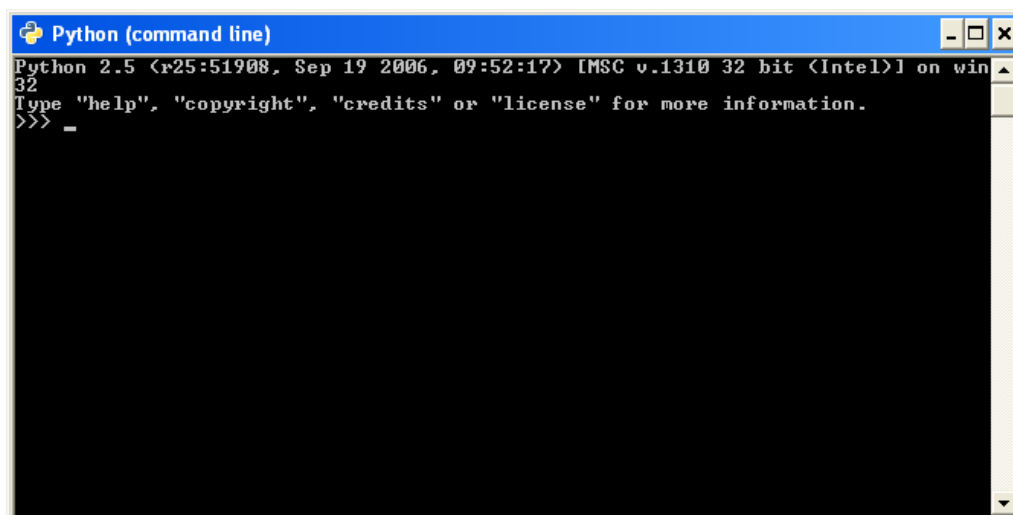 Python (command line)
Python 2.5 (r25:51908, Sep 19 2006, 09:52:17) [MSC v.1310 32 bit (Intel)] on win
32
Type "help", "copyright", "credits" or "license" for more information.
>>> _